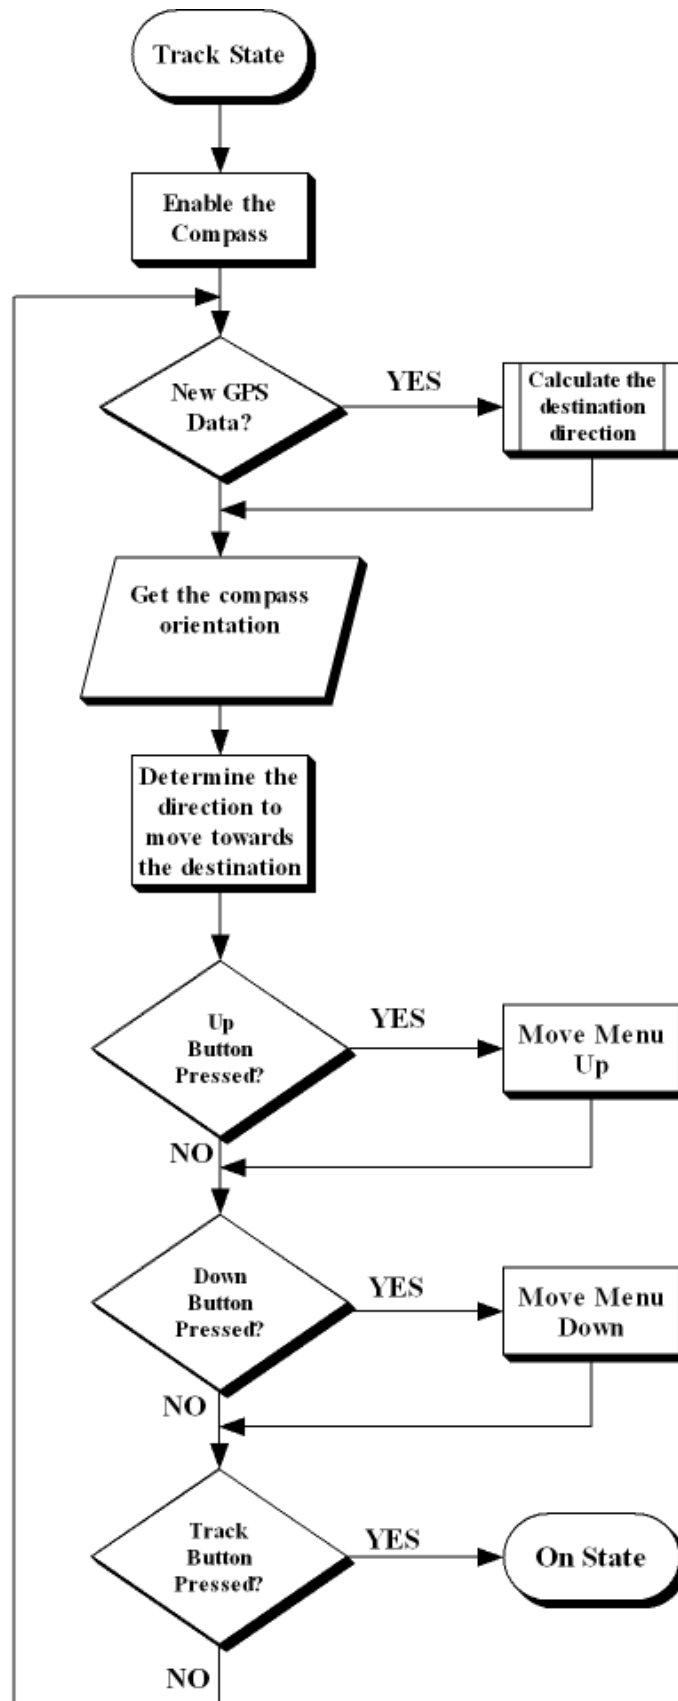 Track State
Enable the
Compass
New GPS
Data?
YES
Calculate the
destination
direction
Get the compass
orientation
Determine the
direction to
move towards
the destination
Up
Button
Pressed?
YES
Move Menu
Up
NO
Down
Button
Pressed?
YES
Move Menu
Down
NO
Track
Button
Pressed?
YES
On State
NO